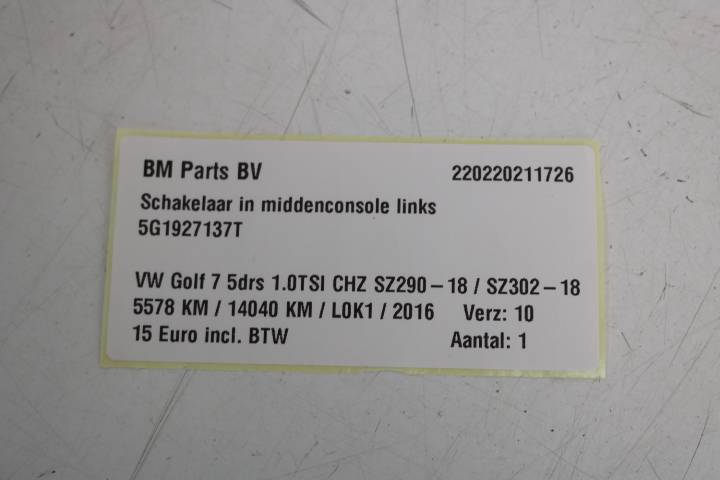 BM Parts BV 220220211726
Schakelaar in middenconsole links
5G1927137T
VW Golf 7 5drs 1.0TSI CHZ SZ290-18 / SZ302-18
5578 KM / 14040 KM / L0K1 / 2016 Verz: 10
15 Euro incl. BTW Aantal: 1